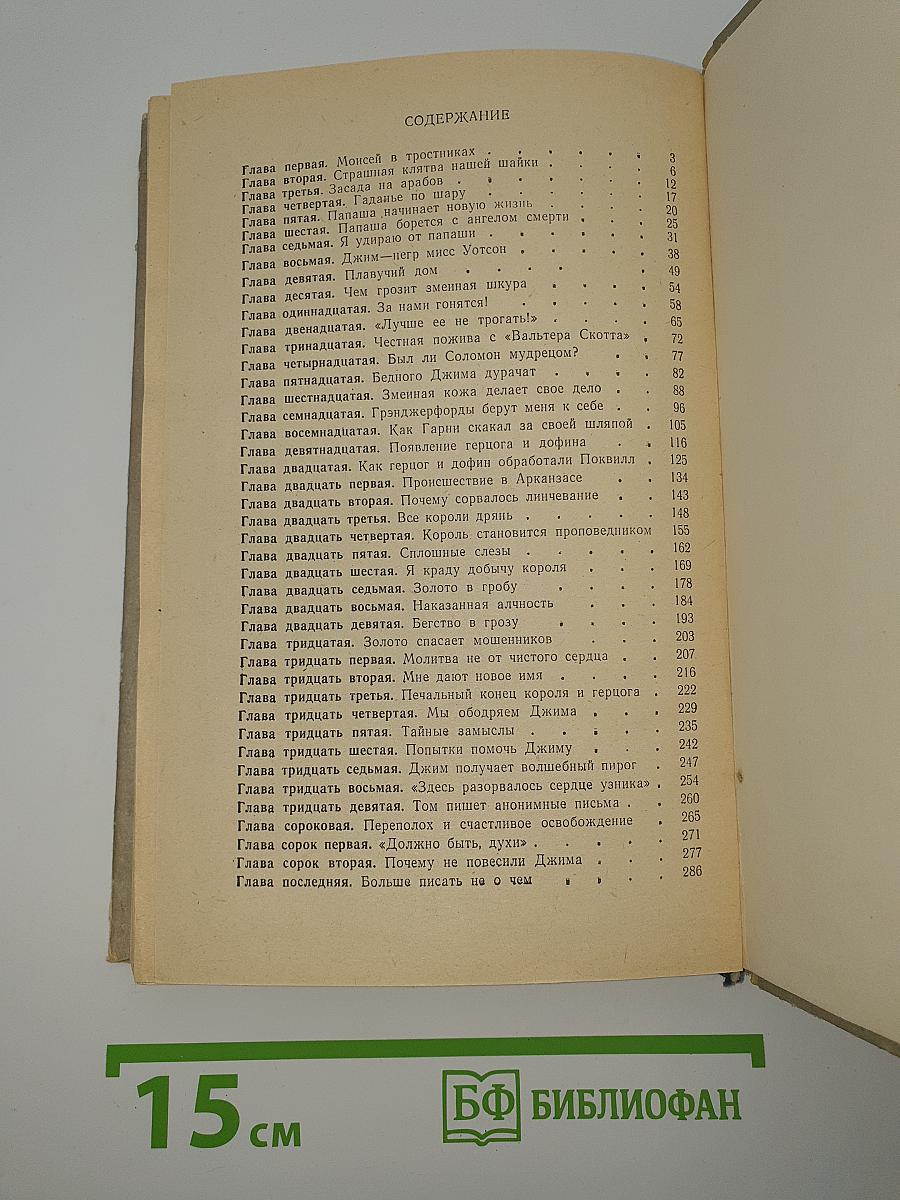 СОДЕРЖАНИЕ
Глава первая. Моисей в тростниках . . . . . . 3
Глава вторая. Страшная клятва нашей шайки . . . . 6
Глава третья. Засада на арабов . . . . . . 12
Глава четвертая. Гаданье по шару . . . . . . 17
Глава пятая. Папаша начинает новую жизнь . . . . 20
Глава шестая. Папаша борется с ангелом смерти . . . . 25
Глава седьмая. Я удираю от папаши . . . . . . 31
Глава восьмая. Джим—негр мисс Уотсон . . . . . 38
Глава девятая. Плавучий дом . . . . . 49
Глава десятая. Чем грозит змеиная шкура . . . . 54
Глава одиннадцатая. За нами гонятся! . . . . . 58
Глава двенадцатая. «Лучше ее не трогать!» . . . . 65
Глава тринадцатая. Честная пожива с «Вальтера Скотта» . 72
Глава четырнадцатая. Был ли Соломон мудрецом? . . 77
Глава пятнадцатая. Бедного Джима дурачат . . . . 82
Глава шестнадцатая. Змеиная кожа делает свое дело . . 88
Глава семнадцатая. Грэнджерфорды берут меня к себе . . 96
Глава восемнадцатая. Как Гарни скакал за своей шляпой . 105
Глава девятнадцатая. Появление герцога и дофина . . 116
Глава двадцатая. Как герцог и дофин обработали Поквилл . 125
Глава двадцать первая. Происшествие в Арканзасе . . 134
Глава двадцать вторая. Почему сорвалось линчевание . . 143
Глава двадцать третья. Все короли дрянь . . . . . 148
Глава двадцать четвертая. Король становится проповедником 155
Глава двадцать пятая. Сплошные слезы . . . . . 162
Глава двадцать шестая. Я краду добычу короля . . . 169
Глава двадцать седьмая. Золото в гробу . . . . 178
Глава двадцать восьмая. Наказанная алчность . . . 184
Глава двадцать девятая. Бегство в грозу . . . . 193
Глава тридцатая. Золото спасает мошенников . . . 203
Глава тридцать первая. Молитва не от чистого сердца . . 207
Глава тридцать вторая. Мне дают новое имя . . . . 216
Глава тридцать третья. Печальный конец короля и герцога . 222
Глава тридцать четвертая. Мы ободряем Джима . . . 229
Глава тридцать пятая. Тайные замыслы . . . . . 235
Глава тридцать шестая. Попытки помочь Джиму . . . 242
Глава тридцать седьмая. Джим получает волшебный пирог . 247
Глава тридцать восьмая. «Здесь разорвалось сердце узника» . 254
Глава тридцать девятая. Том пишет анонимные письма . . 260
Глава сороковая. Переполох и счастливое освобождение . 265
Глава сорок первая. «Должно быть, духи» . . . . . 271
Глава сорок вторая. Почему не повесили Джима . . . 277
Глава последняя. Больше писать не о чем . . . . 286
15 см
БФ БИБЛИОФАН